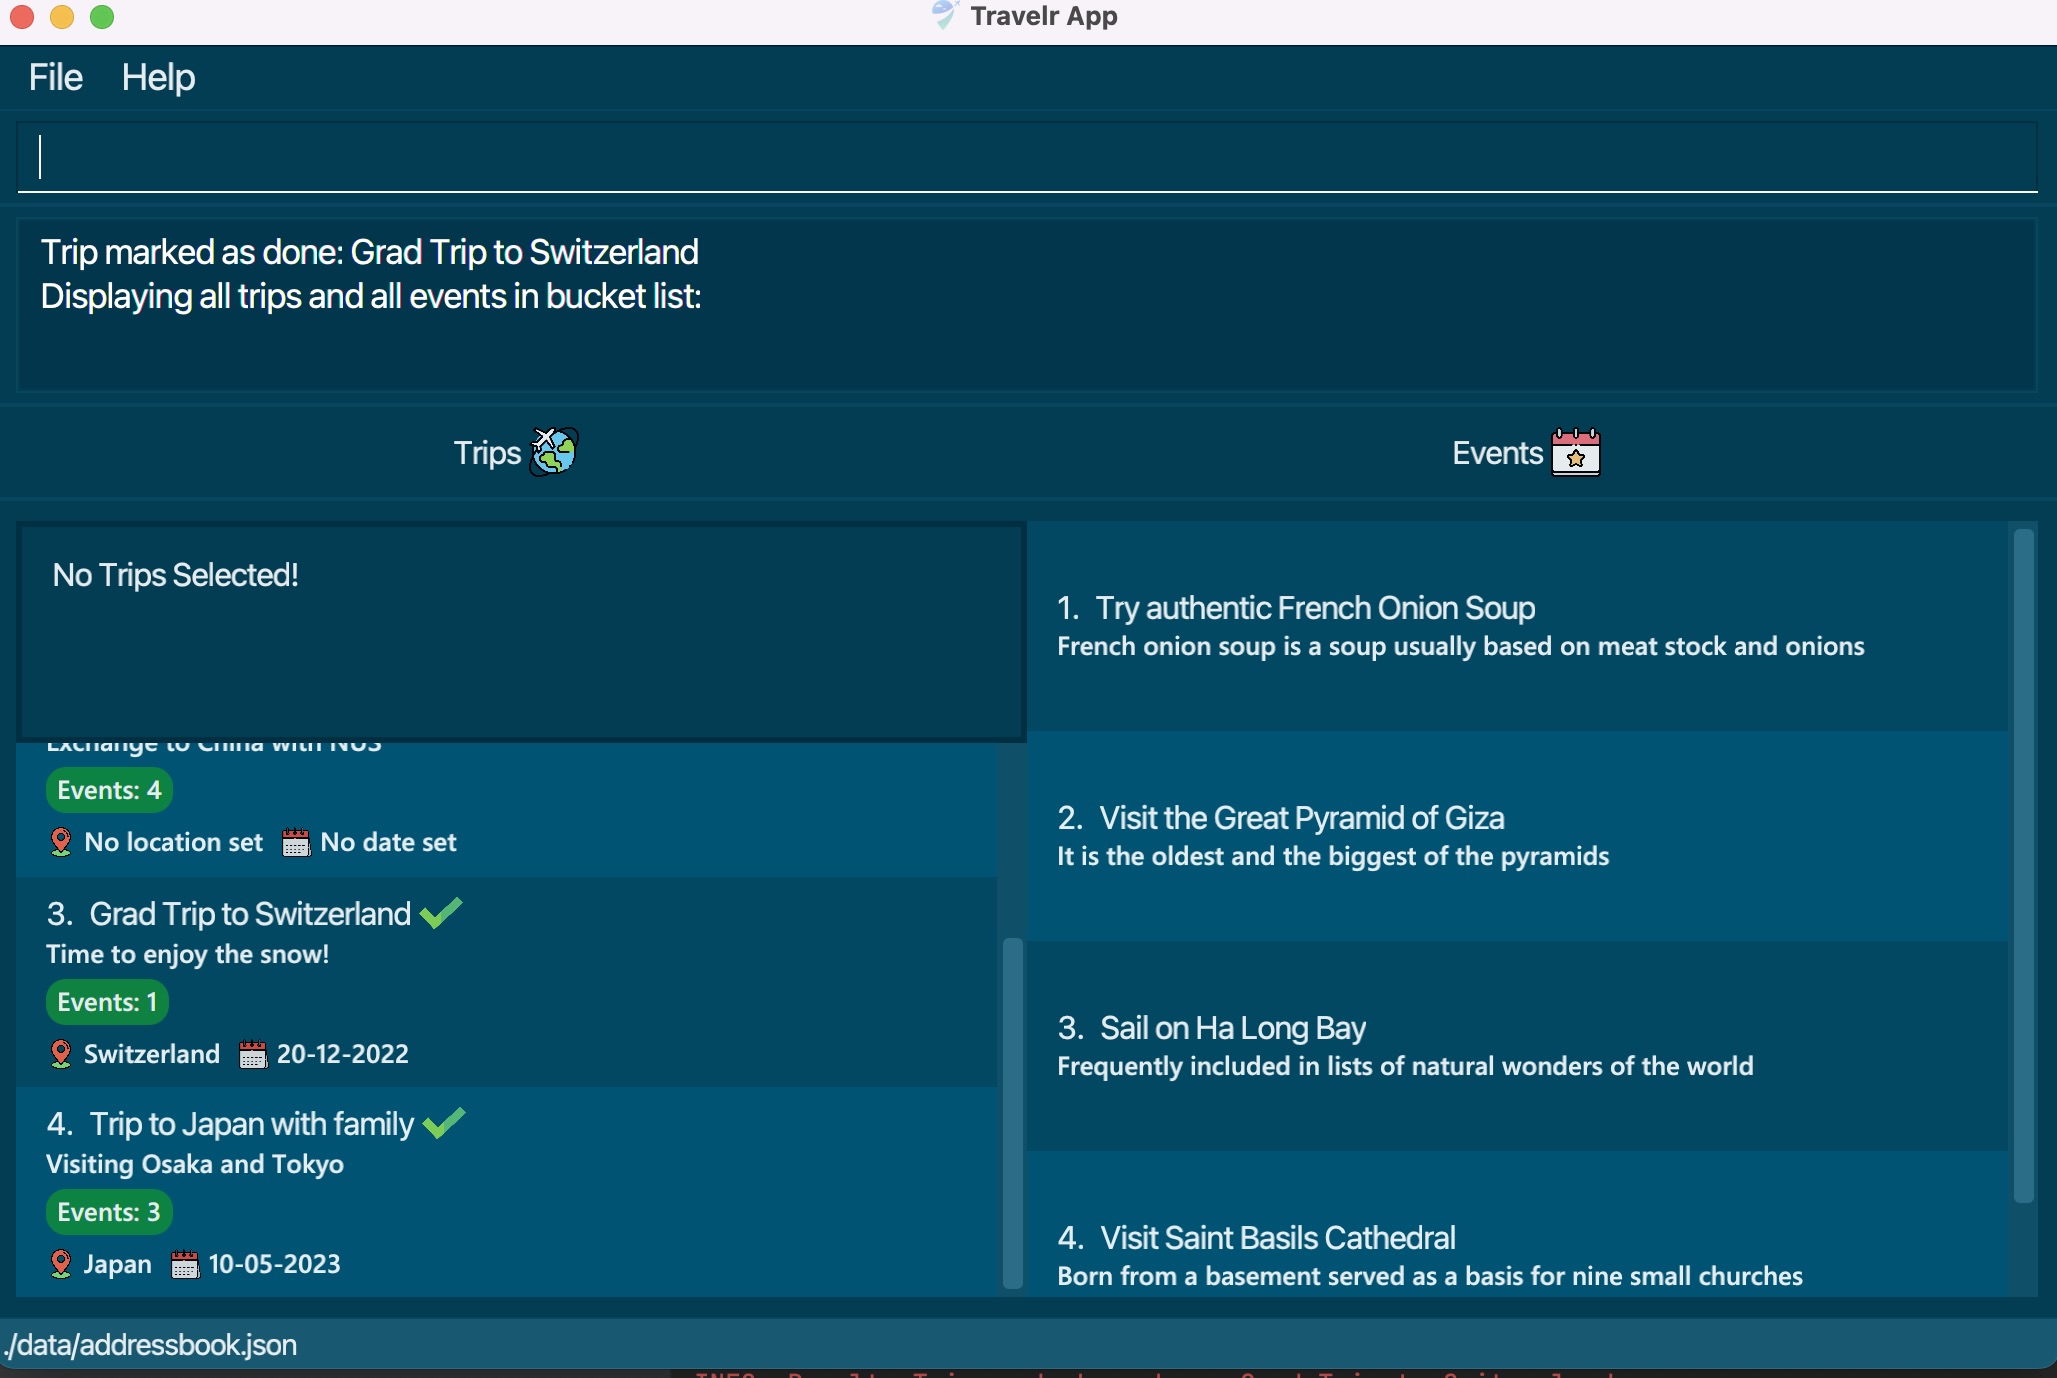 Travelr App
File Help
Trip marked as done: Grad Trip to Switzerland
Displaying all trips and all events in bucket list:
Trips
Events
No Trips Selected!
Exchange to China with NUS
Events: 4
No location set No date set
3. Grad Trip to Switzerland
Time to enjoy the snow!
Events: 1
Switzerland 20-12-2022
4. Trip to Japan with family
Visiting Osaka and Tokyo
Events: 3
Japan 10-05-2023
1. Try authentic French Onion Soup
French onion soup is a soup usually based on meat stock and onions
2. Visit the Great Pyramid of Giza
It is the oldest and the biggest of the pyramids
3. Sail on Ha Long Bay
Frequently included in lists of natural wonders of the world
4. Visit Saint Basils Cathedral
Born from a basement served as a basis for nine small churches
./data/addressbook.json